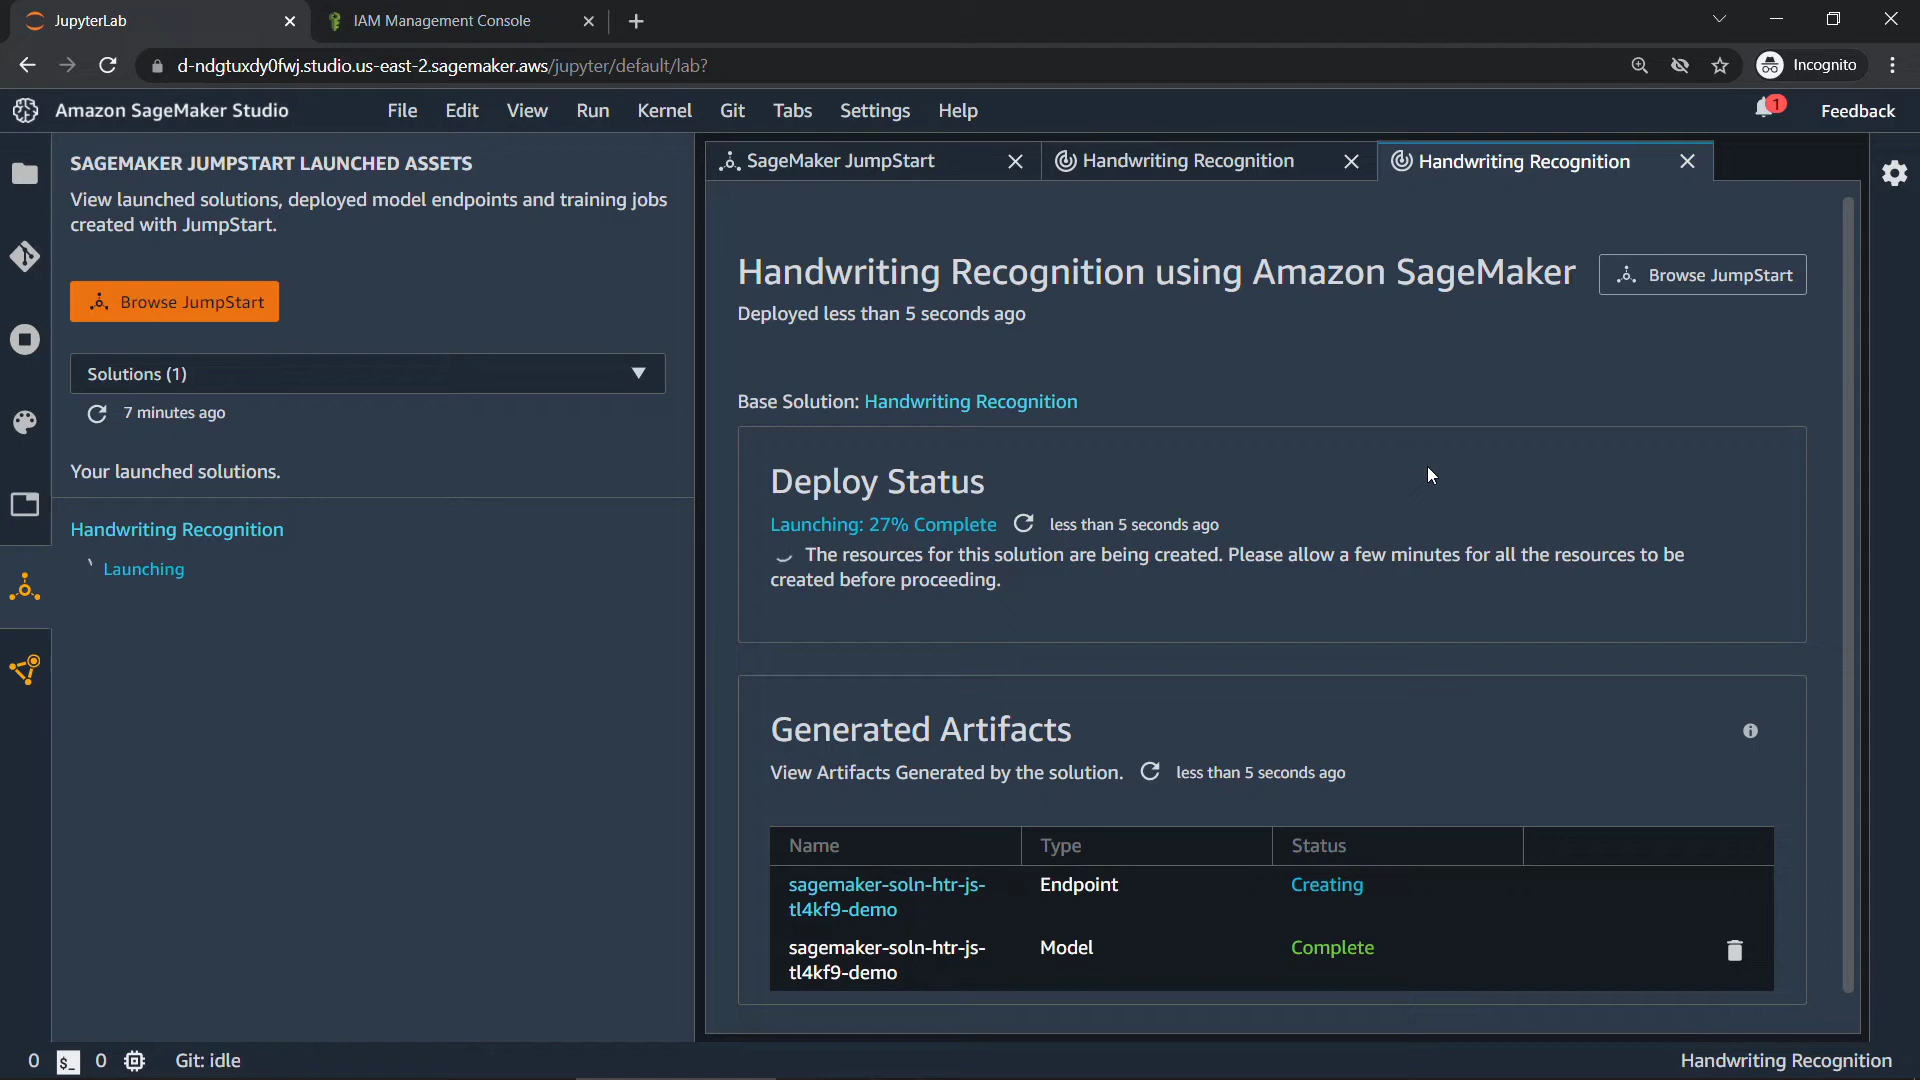 JupyterLab
IAM Management Console
d-ndgtuxdy0fwj.studio.us-east-2.sagemaker.aws/jupyter/default/lab?
Incognito
Amazon SageMaker Studio
File
Edit
View
Run
Kernel
Git
Tabs
Settings
Help
1
Feedback
SAGEMAKER JUMPSTART LAUNCHED ASSETS
View launched solutions, deployed model endpoints and training jobs
created with JumpStart.
Browse JumpStart
Solutions (1)
7 minutes ago
Your launched solutions.
Handwriting Recognition
Launching
SageMaker JumpStart
Handwriting Recognition
Handwriting Recognition
Handwriting Recognition using Amazon SageMaker
Browse JumpStart
Deployed less than 5 seconds ago
Base Solution: Handwriting Recognition
Deploy Status
Launching: 27% Complete
less than 5 seconds ago
The resources for this solution are being created. Please allow a few minutes for all the resources to be
created before proceeding.
Generated Artifacts
View Artifacts Generated by the solution.
less than 5 seconds ago
Name
Type
Status
sagemaker-soln-htr-js-
tl4kf9-demo
Endpoint
Creating
sagemaker-soln-htr-js-
tl4kf9-demo
Model
Complete
0
$_
0
Git: idle
Handwriting Recognition